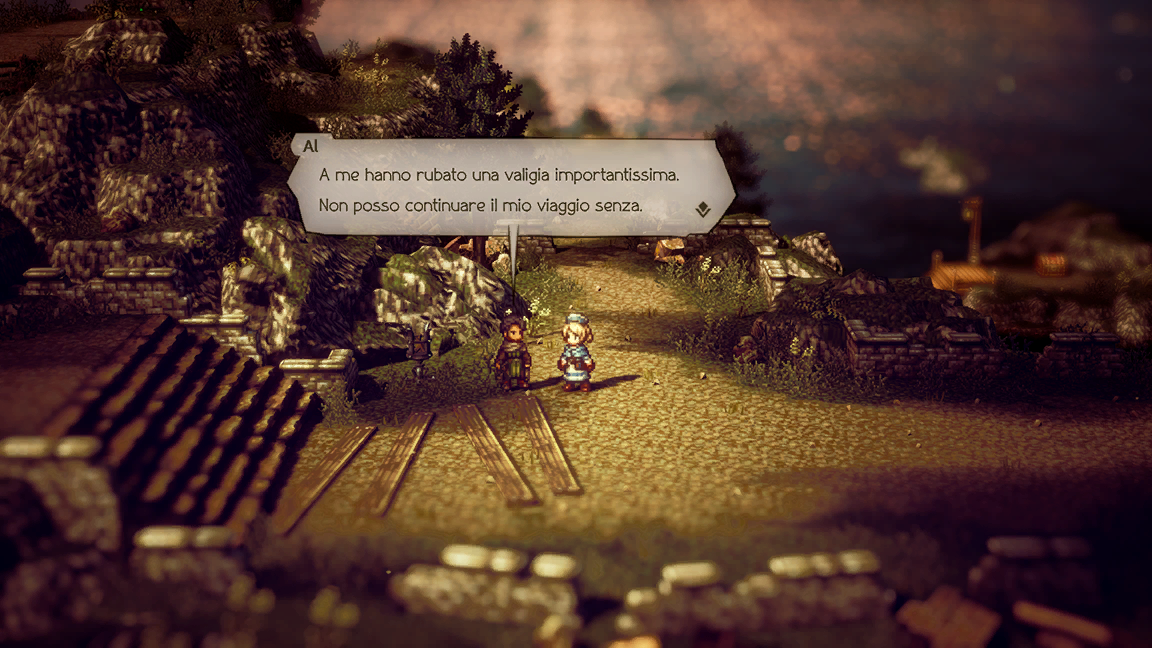 Al
A me hanno rubato una valigia importantissima.
Non posso continuare il mio viaggio senza.